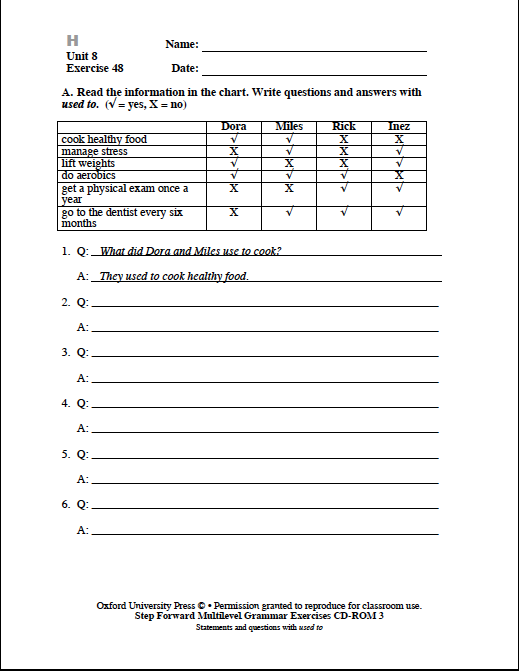 H
Name:
Unit 8
Exercise 48
Date:
A. Read the information in the chart. Write questions and answers with
used to. (√ = yes, X = no)
Dora Miles Rick Inez
cook healthy food √ √ X X
manage stress X √ X √
lift weights √ X X √
do aerobics √ √ √ X
get a physical exam once a X X √ √
year
go to the dentist every six X √ √ √
months
1. Q: What did Dora and Miles use to cook?
A: They used to cook healthy food.
2. Q:
A:
3. Q:
A:
4. Q:
A:
5. Q:
A:
6. Q:
A:
Oxford University Press © • Permission granted to reproduce for classroom use.
Step Forward Multilevel Grammar Exercises CD-ROM 3
Statements and questions with used to